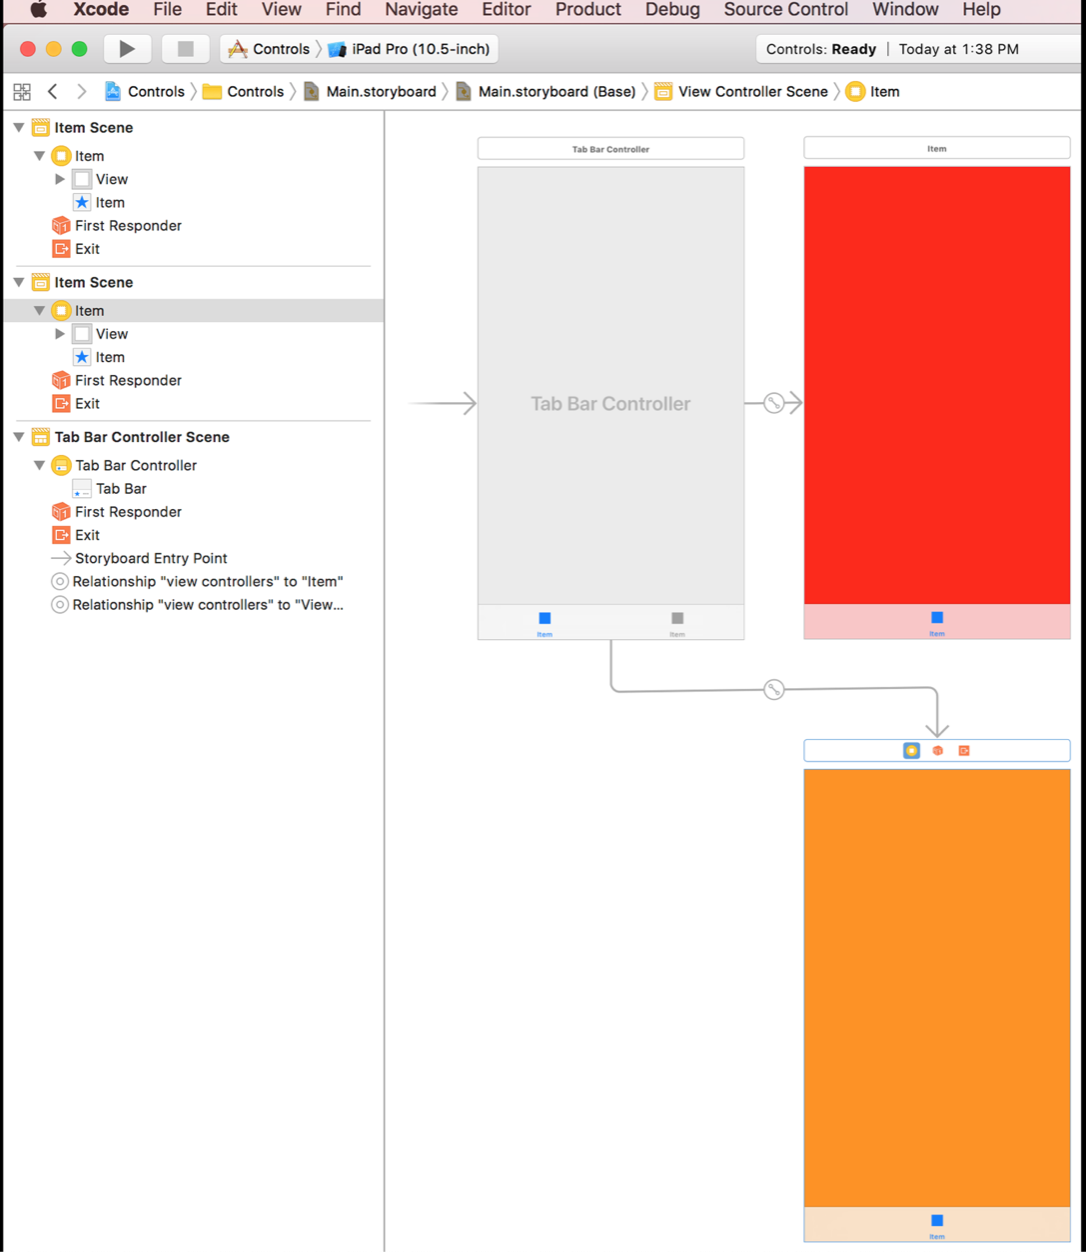 Xcode File Edit View Find Navigate Editor Product Debug Source Control Window Help
Controls iPad Pro (10.5-inch) Controls: Ready | Today at 1:38 PM
Controls Controls Main.storyboard Main.storyboard (Base) View Controller Scene Item
Item Scene
Item
View
Item
First Responder
Exit
Item Scene
Item
View
Item
First Responder
Exit
Tab Bar Controller Scene
Tab Bar Controller
Tab Bar
First Responder
Exit
Storyboard Entry Point
Relationship "view controllers" to "Item"
Relationship "view controllers" to "View...
Tab Bar Controller
Tab Bar Controller
Item Item
Item
Item
Item